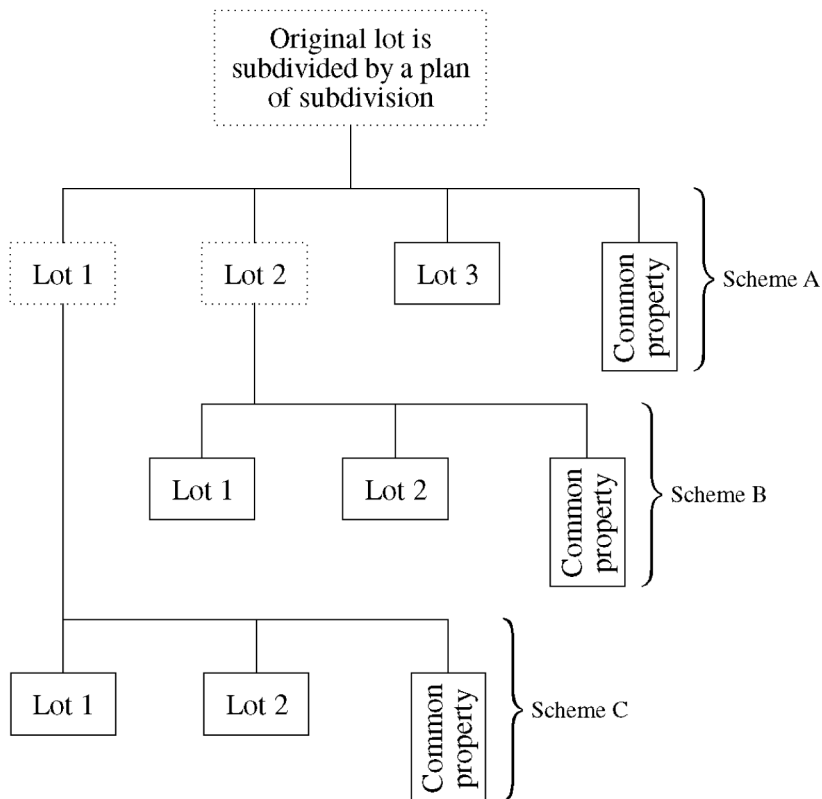 Original lot is
subdivided by a plan
of subdivision
Lot 1
Lot 2
Lot 3
Common
property
Scheme A
Lot 1
Lot 2
Common
property
Scheme B
Lot 1
Lot 2
Common
property
Scheme C